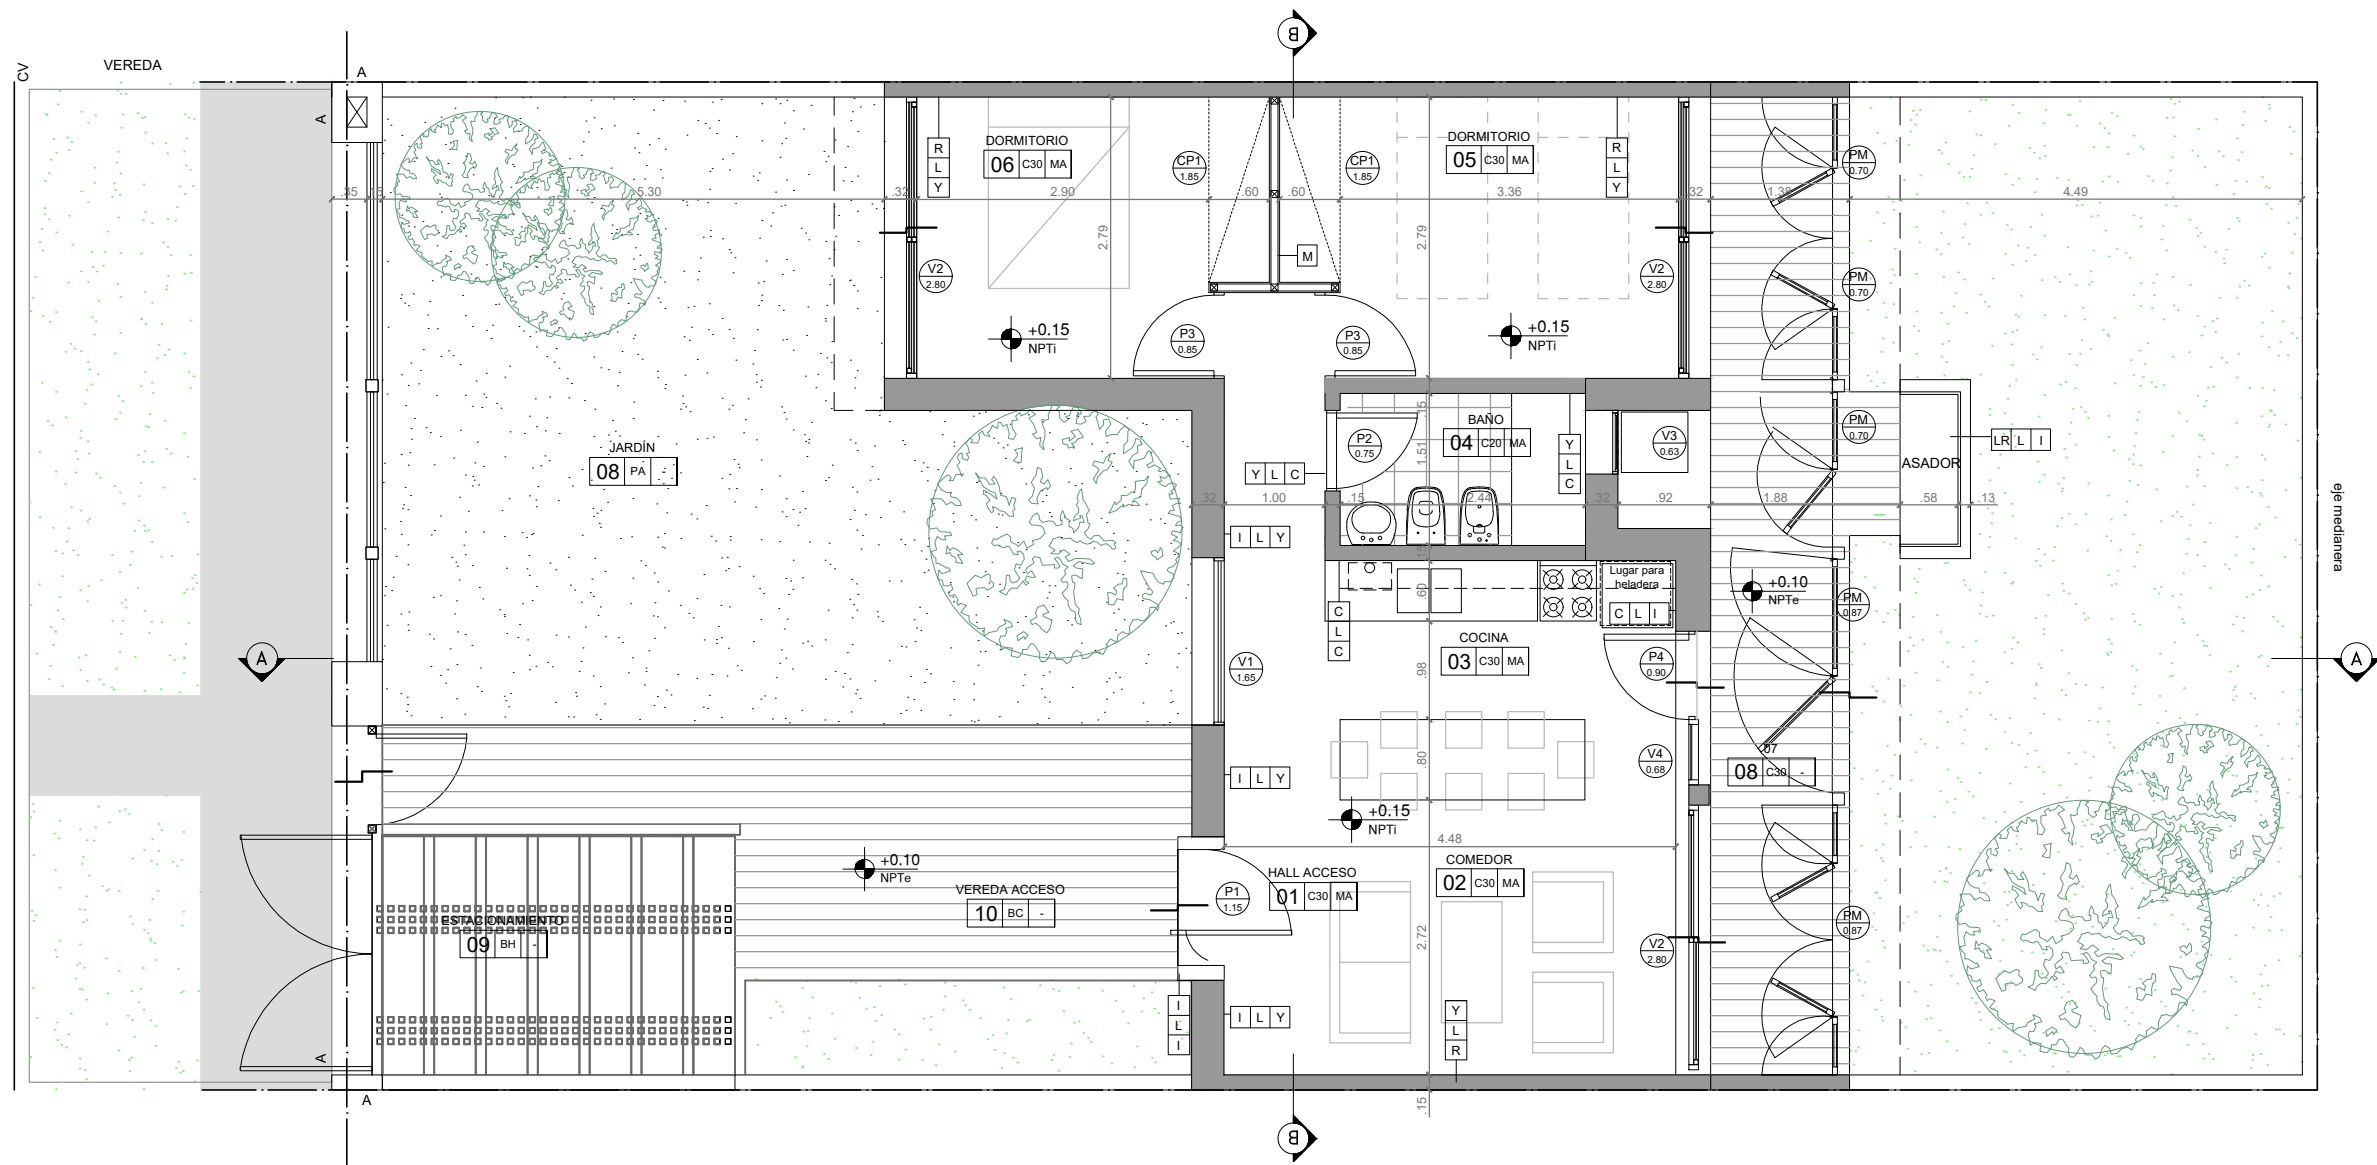 B
CV
VEREDA
A
A
DORMITORIO
06 C30 MA
R
L
Y
CP1
1.85
CP1
1.85
DORMITORIO
05 C30 MA
R
L
Y
PM
0.70
.35
.15
5.30
.32
2.90
.60
.60
3.36
.32
1.38
4.49
2.79
2.79
M
V2
2.80
V2
2.80
PM
0.70
+0.15
NPTi
P3
0.85
P3
0.85
+0.15
NPTi
JARDÍN
08 PA -
.15
P2
0.75
1.51
BAÑO
04 C20 MA
Y
L
C
V3
0.63
PM
0.70
LR L I
ASADOR
Y L C
.32
1.00
.15
2.44
.32
.92
1.88
.58
.13
eje medianera
I L Y
.15
Lugar para
heladera
C L I
+0.10
NPTe
PM
0.87
.60
C
L
C
COCINA
03 C30 MA
A
V1
1.65
.98
P4
0.90
A
I L Y
.80
V4
0.68
07
08 C30 -
+0.15
NPTi
4.48
+0.10
NPTe
VEREDA ACCESO
10 BC -
P1
1.15
HALL ACCESO
01 C30 MA
COMEDOR
02 C30 MA
ESTACIONAMIENTO
09 BH -
2.72
V2
2.80
PM
0.87
I
L
I
I L Y
Y
L
R
A
A
.15
B